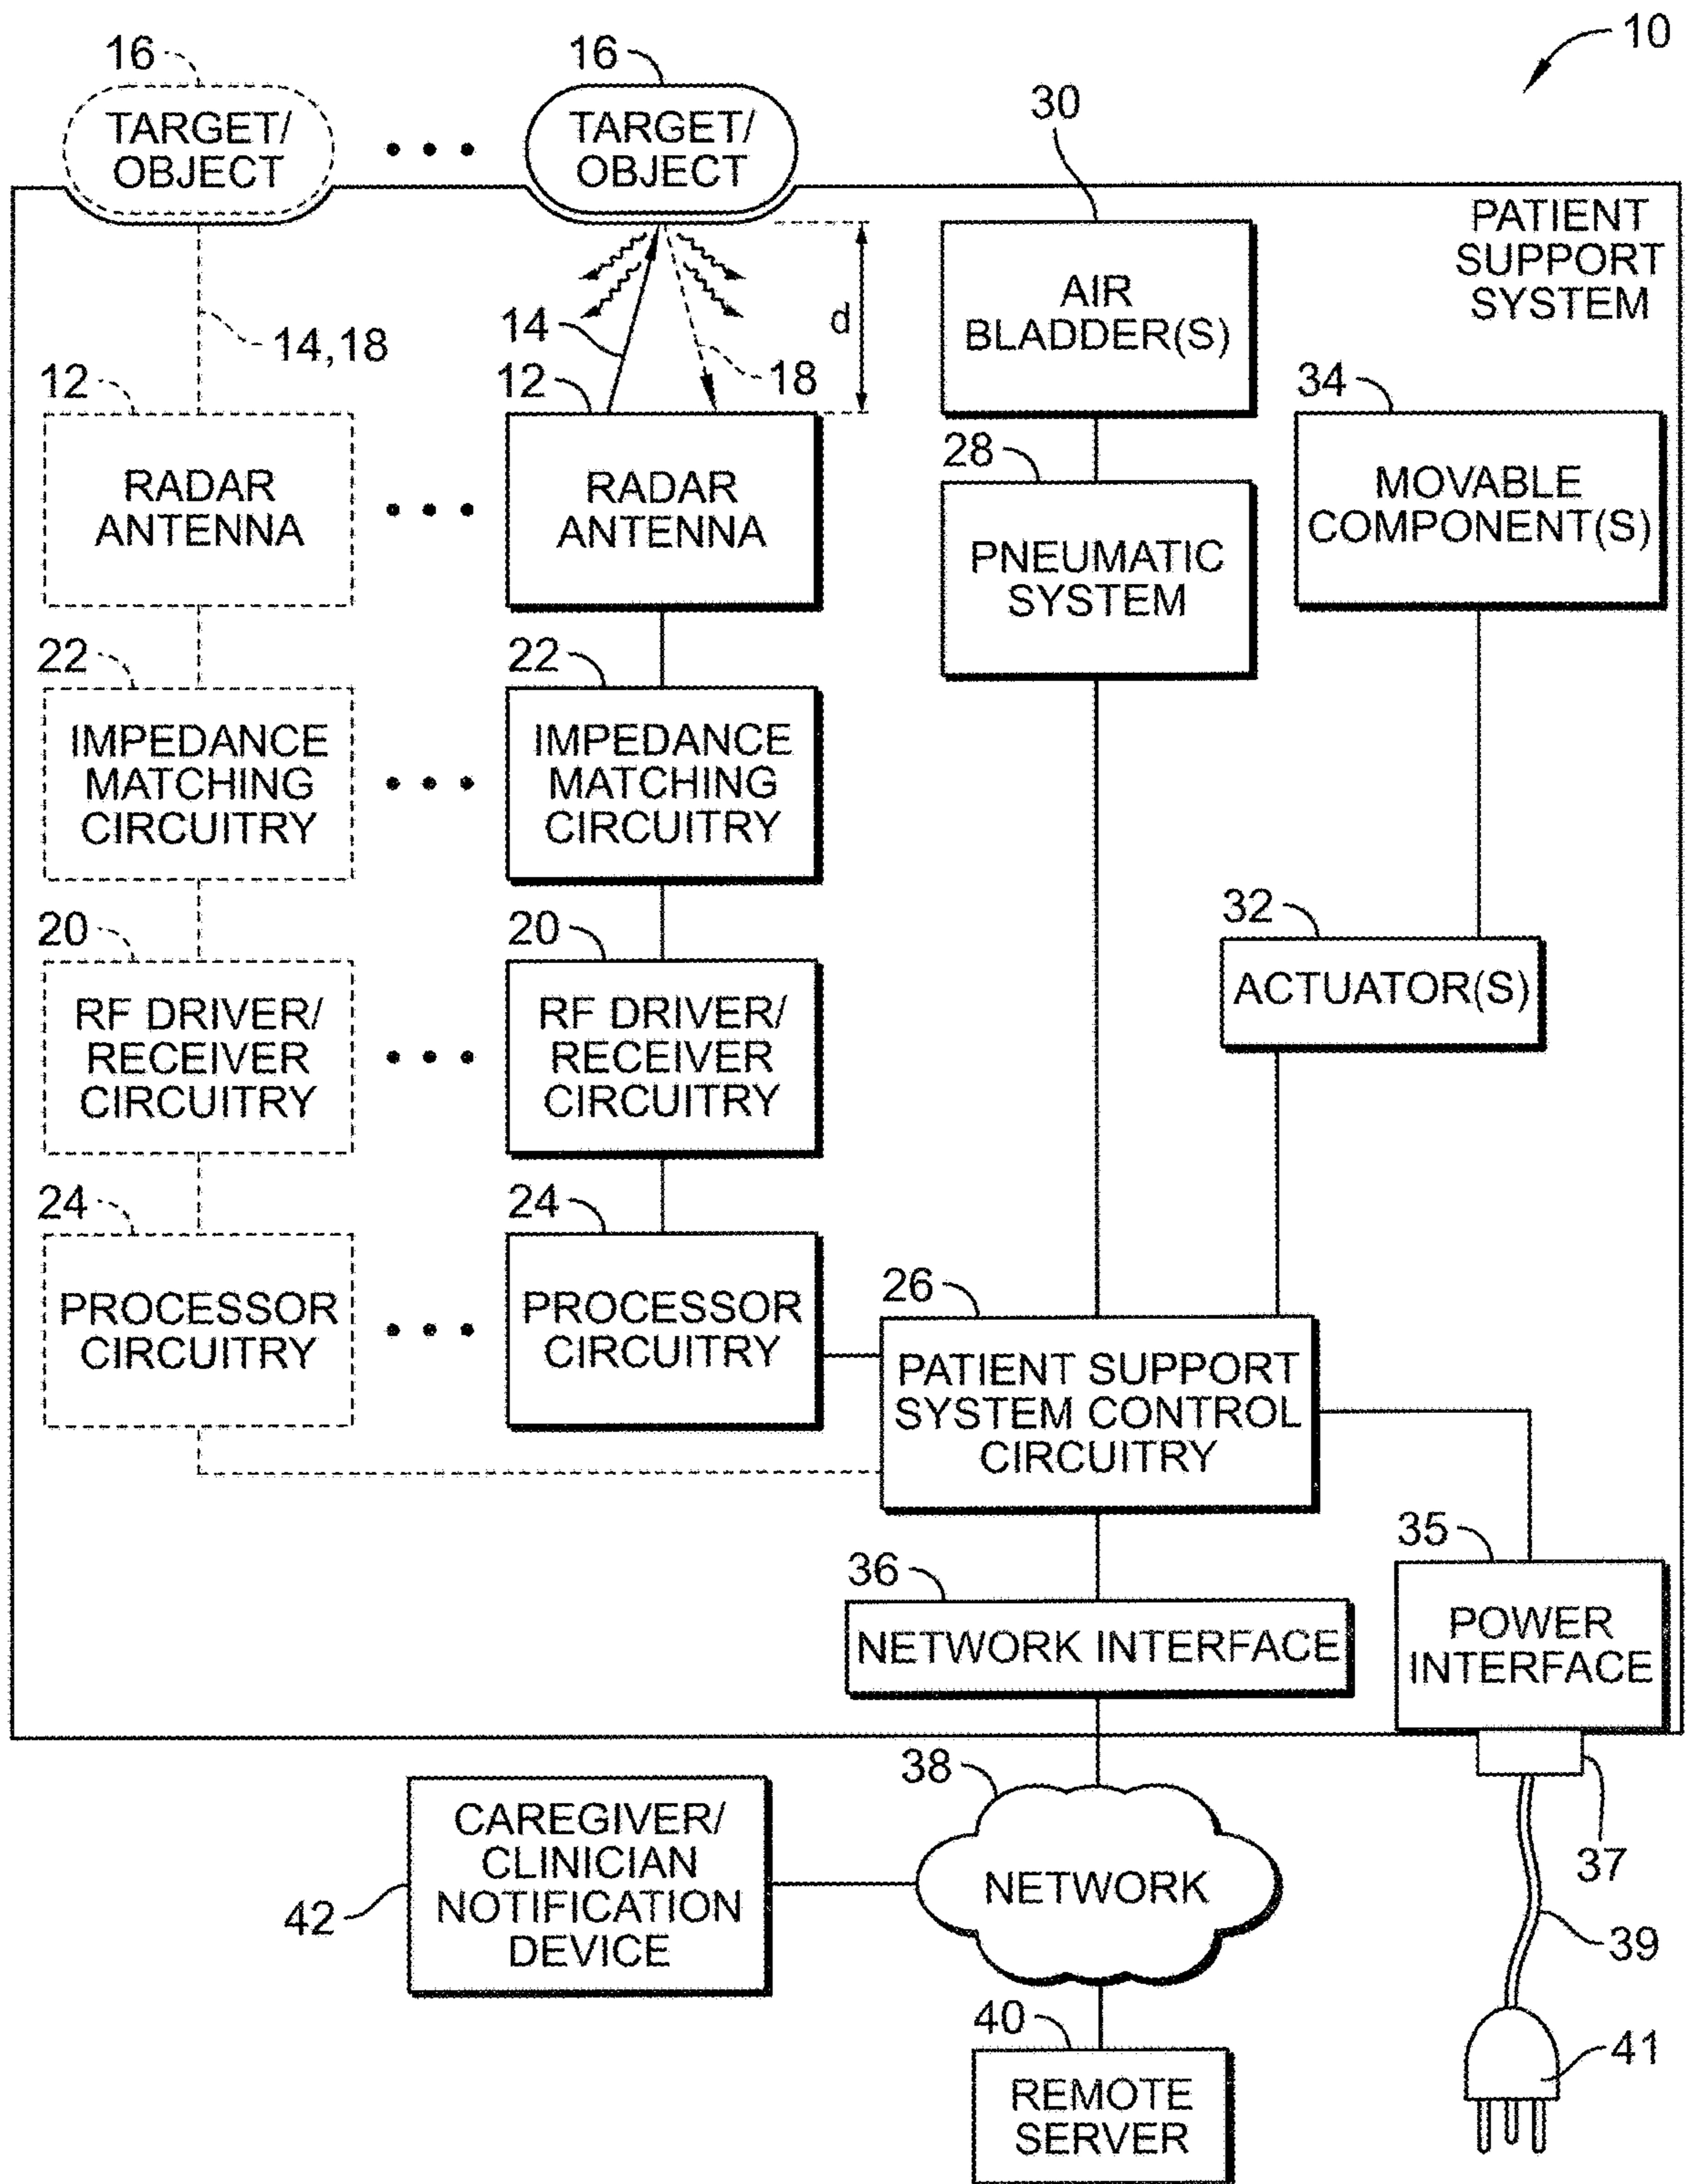 10
16
TARGET/
OBJECT
16
TARGET/
OBJECT
30
AIR
BLADDER(S)
PATIENT
SUPPORT
SYSTEM
14,18
14
18
d
12
RADAR
ANTENNA
12
RADAR
ANTENNA
28
PNEUMATIC
SYSTEM
34
MOVABLE
COMPONENT(S)
22
IMPEDANCE
MATCHING
CIRCUITRY
22
IMPEDANCE
MATCHING
CIRCUITRY
32
ACTUATOR(S)
20
RF DRIVER/
RECEIVER
CIRCUITRY
20
RF DRIVER/
RECEIVER
CIRCUITRY
24
PROCESSOR
CIRCUITRY
24
PROCESSOR
CIRCUITRY
26
PATIENT SUPPORT
SYSTEM CONTROL
CIRCUITRY
36
NETWORK INTERFACE
35
POWER
INTERFACE
37
39
41
38
NETWORK
42
CAREGIVER/
CLINICIAN
NOTIFICATION
DEVICE
40
REMOTE
SERVER